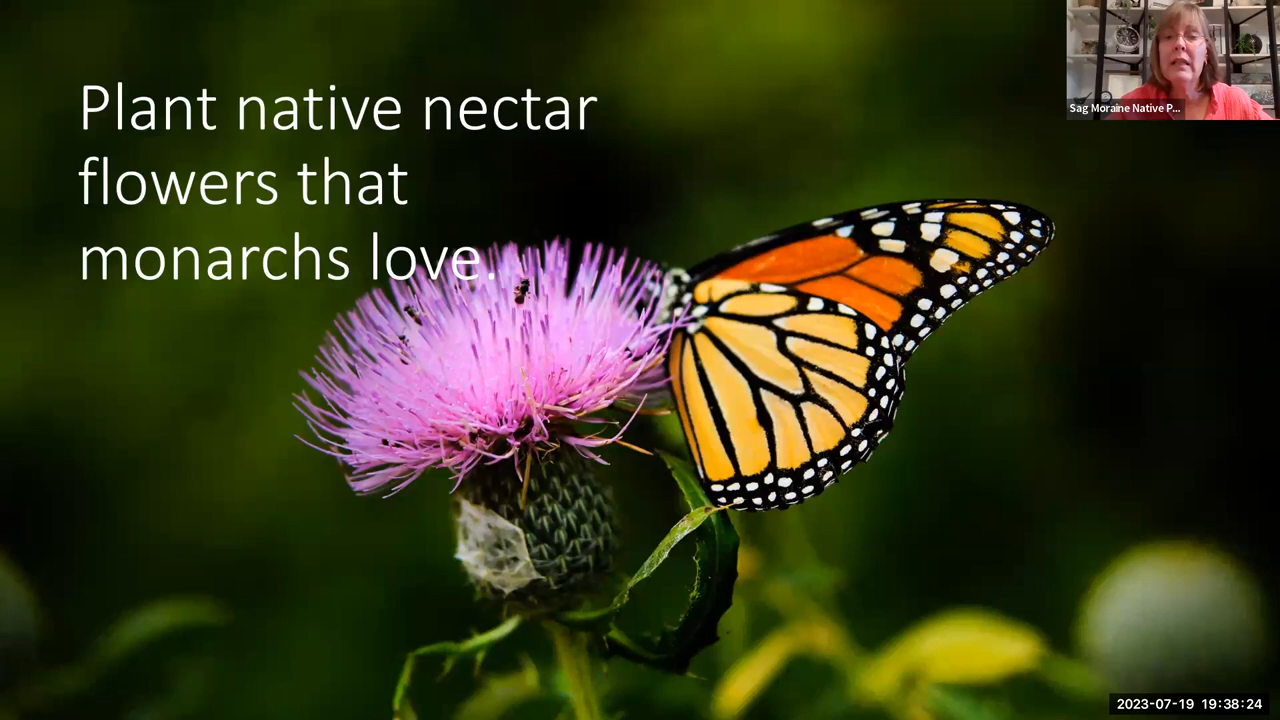 Plant native nectar
flowers that
monarchs love.
Sag Moraine Native P...
2023-07-19 19:38:24